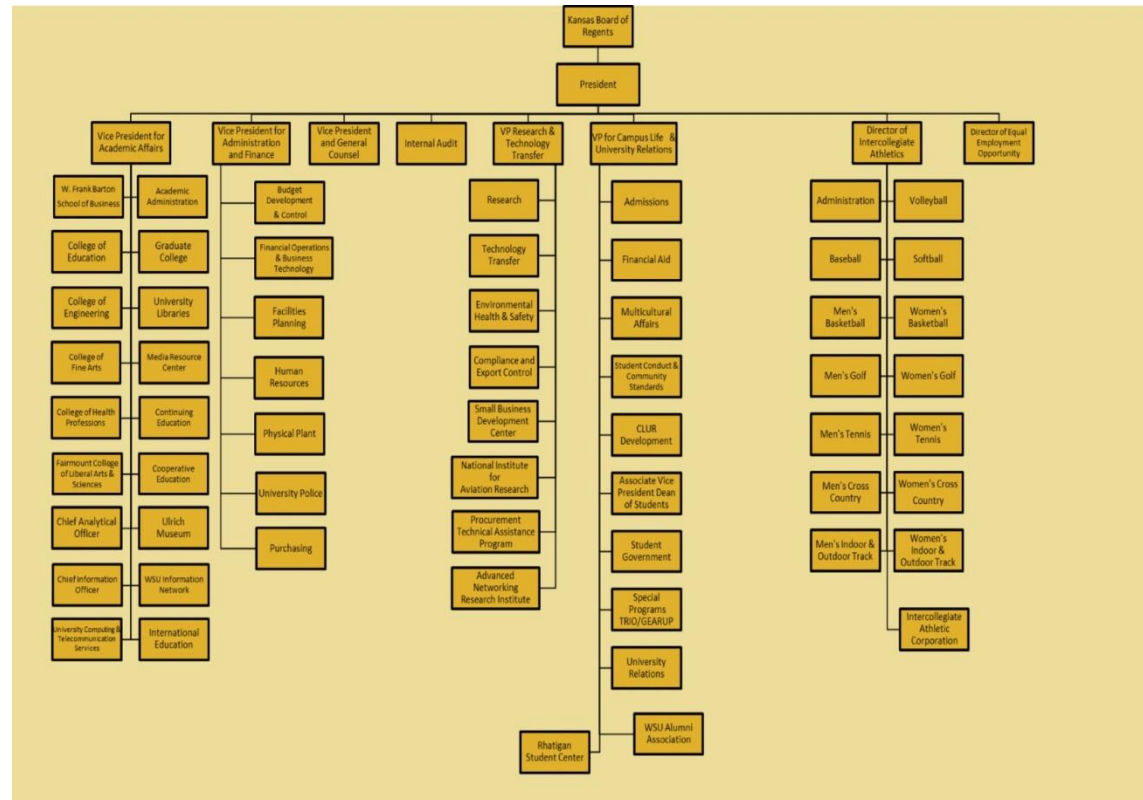 Kansas Board of
Regents
President
Vice President for
Academic Affairs
Vice President for
Administration
and Finance
Vice President
and General
Counsel
Internal Audit
VP Research &
Technology
Transfer
VP for Campus Life &
University Relations
Director of
Intercollegiate
Athletics
Director of Equal
Employment
Opportunity
W. Frank Barton
School of Business
Academic
Administration
College of
Education
Graduate
College
College of
Engineering
University
Libraries
College of
Fine Arts
Media Resource
Center
College of Health
Professions
Continuing
Education
Fairmount College
of Liberal Arts &
Sciences
Cooperative
Education
Chief Analytical
Officer
Ulrich
Museum
Chief Information
Officer
WSU Information
Network
University Computing &
Telecommunication
Services
International
Education
Budget
Development
& Control
Financial Operations
& Business
Technology
Facilities
Planning
Human
Resources
Physical Plant
University Police
Purchasing
Research
Technology
Transfer
Environmental
Health & Safety
Compliance and
Export Control
Small Business
Development
Center
National Institute
for
Aviation Research
Procurement
Technical Assistance
Program
Advanced
Networking
Research Institute
Admissions
Financial Aid
Multicultural
Affairs
Student Conduct &
Community
Standards
CLUR
Development
Associate Vice
President Dean
of Students
Student
Government
Special
Programs
TRIO/GEARUP
University
Relations
WSU Alumni
Association
Rhatigan
Student Center
Administration
Volleyball
Baseball
Softball
Men's
Basketball
Women's
Basketball
Men's Golf
Women's Golf
Men's Tennis
Women's
Tennis
Men's Cross
Country
Women's Cross
Country
Men's Indoor &
Outdoor Track
Women's
Indoor &
Outdoor Track
Intercollegiate
Athletic
Corporation